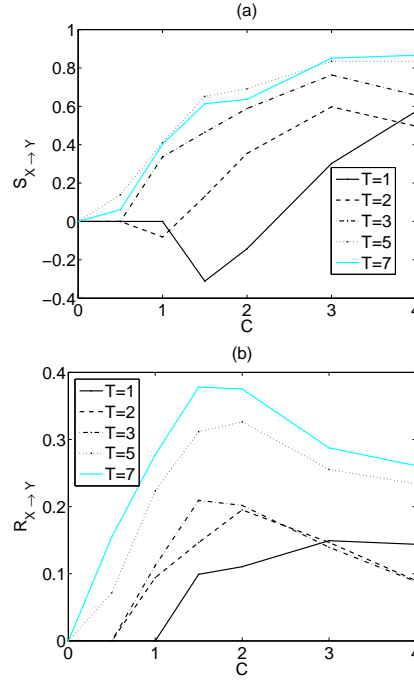 (a)
1
0.8
0.6
0.4
0.2
0
-0.2
-0.4
S X → Y
T=1
T=2
T=3
T=5
T=7
0 1 2 3 4
C
(b)
0.4
0.3
0.2
0.1
0
R X → Y
T=1
T=2
T=3
T=5
T=7
0 1 2 3 4
C